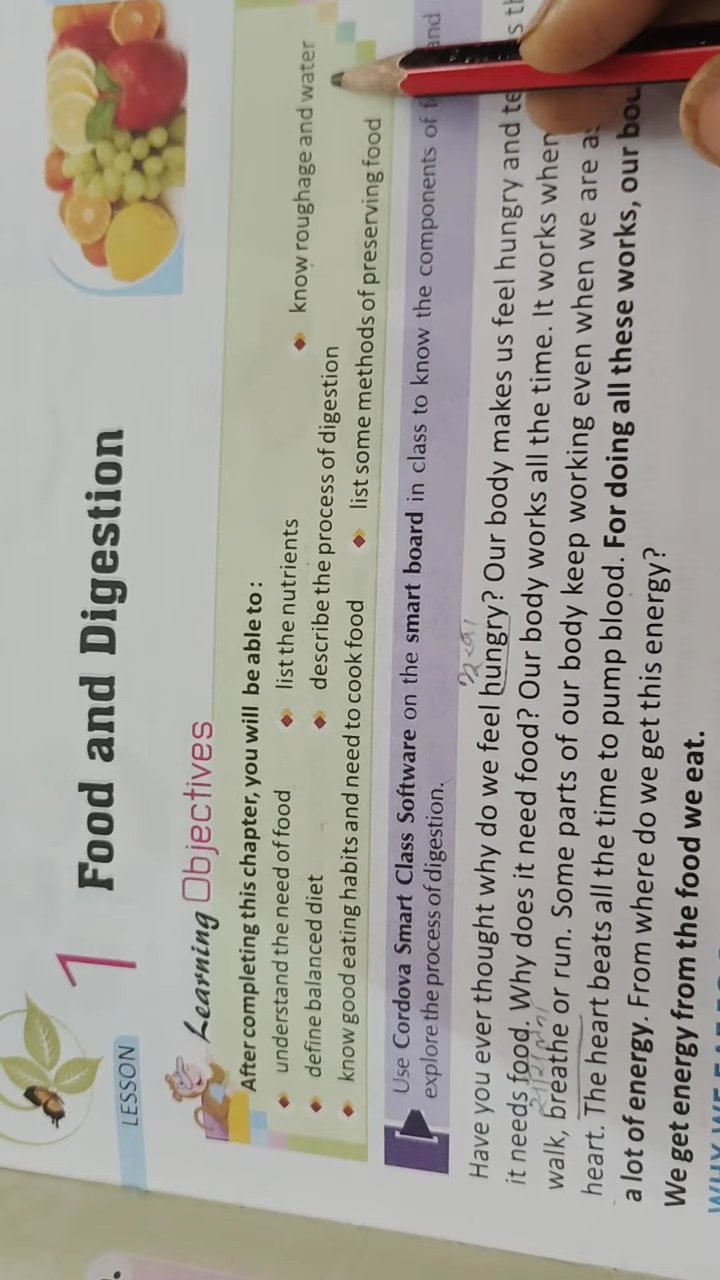 LESSON
1 Food and Digestion
Learning Objectives
After completing this chapter, you will be able to :
understand the need of food
list the nutrients
know roughage and water
define balanced diet
describe the process of digestion
know good eating habits and need to cook food
list some methods of preserving food
Use Cordova Smart Class Software on the smart board in class to know the components of and
explore the process of digestion.
Have you ever thought why do we feel hungry? Our body makes us feel hungry and
it needs food. Why does it need food? Our body works all the time. It works when
walk, breathe or run. Some parts of our body keep working even when we are
heart. The heart beats all the time to pump blood. For doing all these works, our
a lot of energy. From where do we get this energy?
We get energy from the food we eat.